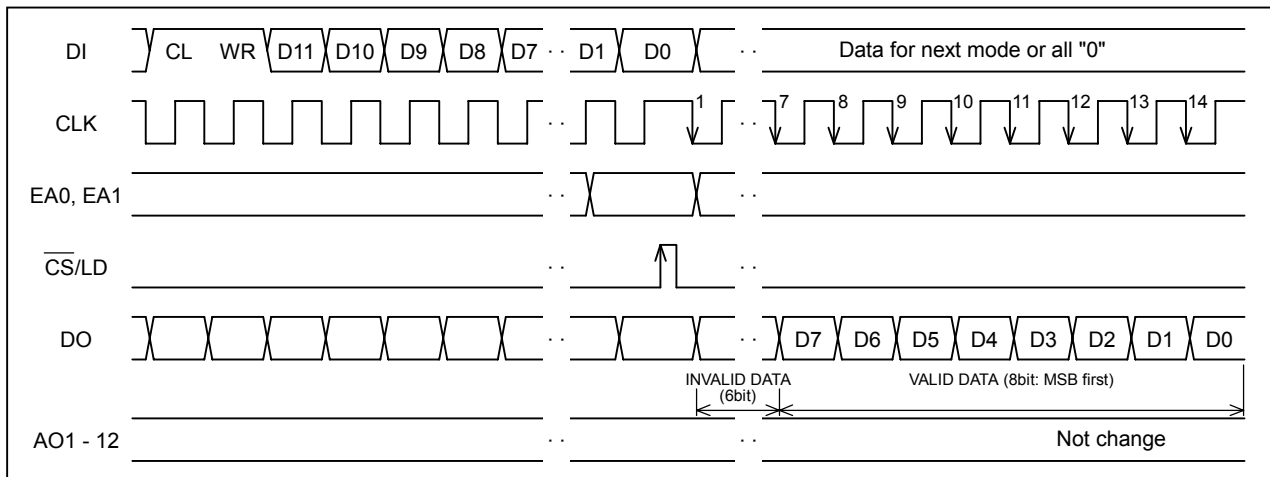 DI CL WR D11 D10 D9 D8 D7 ·· D1 D0 ·· Data for next mode or all "0"
CLK ·· 1 ·· 7 8 9 10 11 12 13 14
EA0, EA1 ·· ··
CS/LD ·· ··
DO ·· ·· D7 D6 D5 D4 D3 D2 D1 D0
INVALID DATA VALID DATA (8bit: MSB first)
(6bit)
AO1 - 12 ·· ·· Not change